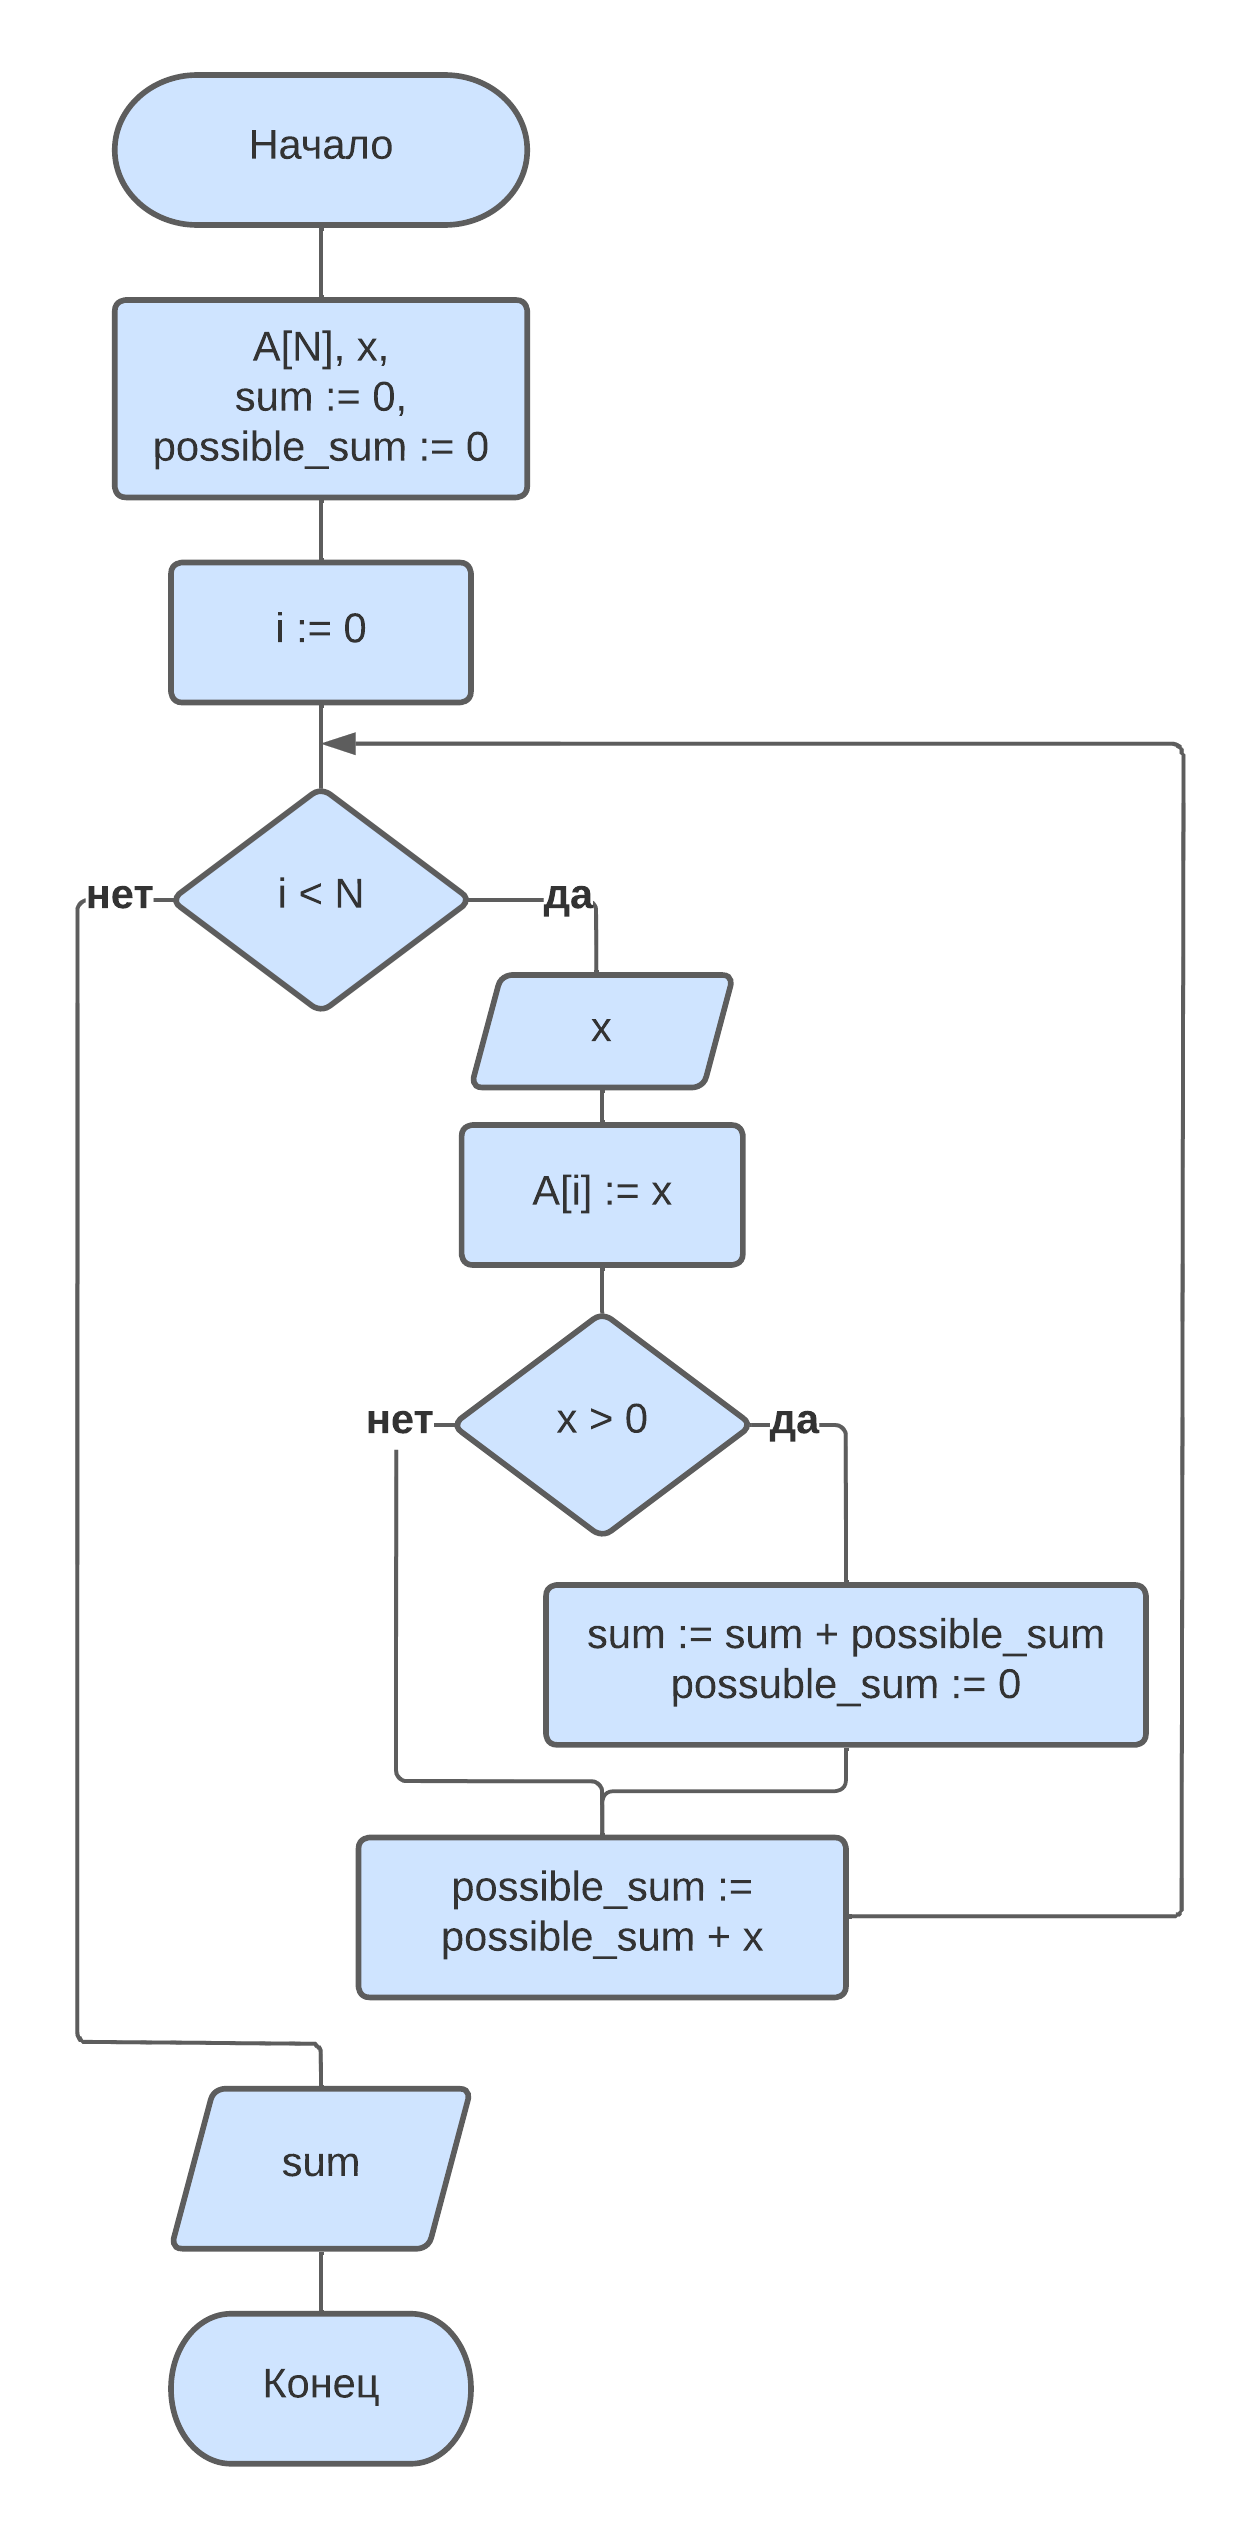 Начало
A[N], x,
sum := 0,
possible_sum := 0
i := 0
нет
i < N
да
x
A[i] := x
нет
x > 0
да
sum := sum + possible_sum
possuble_sum := 0
possible_sum :=
possible_sum + x
sum
Конец